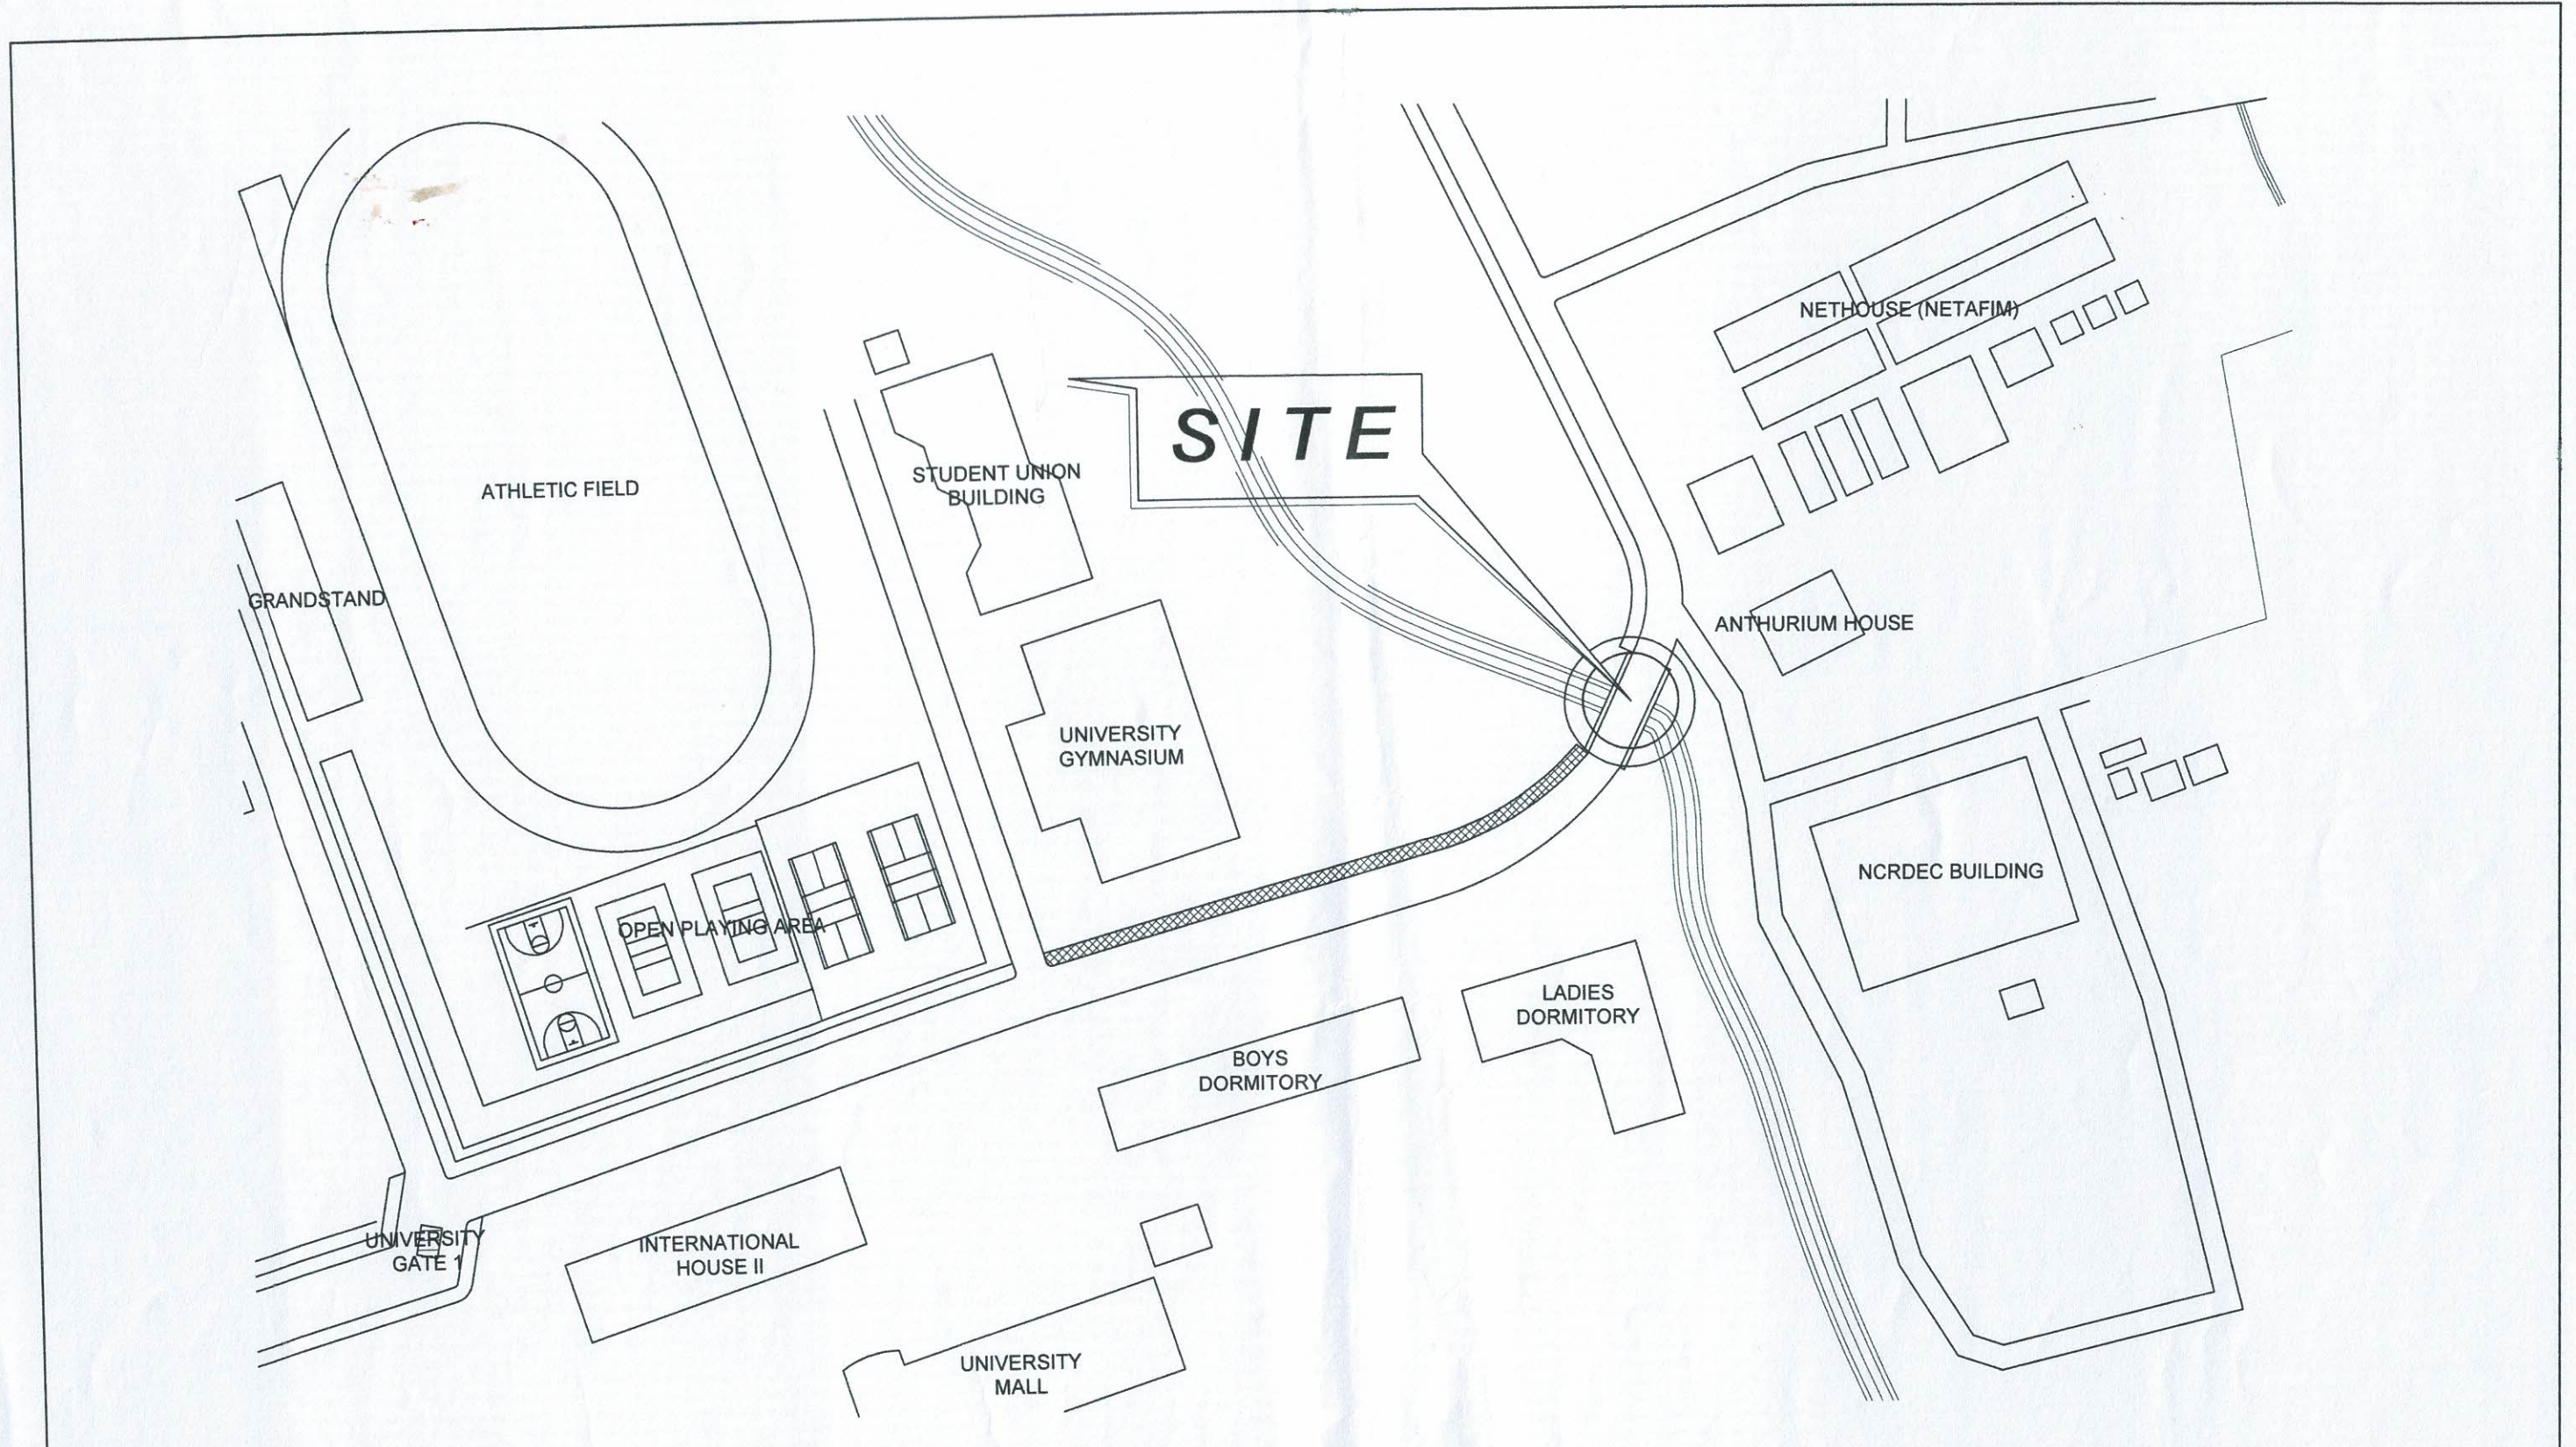 NETHOUSE (NETAFIM)
SITE
STUDENT UNION
BUILDING
ATHLETIC FIELD
GRANDSTAND
ANTHURIUM HOUSE
UNIVERSITY
GYMNASIUM
NCRDEC BUILDING
OPEN PLAYING AREA
LADIES
DORMITORY
BOYS
DORMITORY
UNIVERSITY
GATE 1
INTERNATIONAL
HOUSE II
UNIVERSITY
MALL